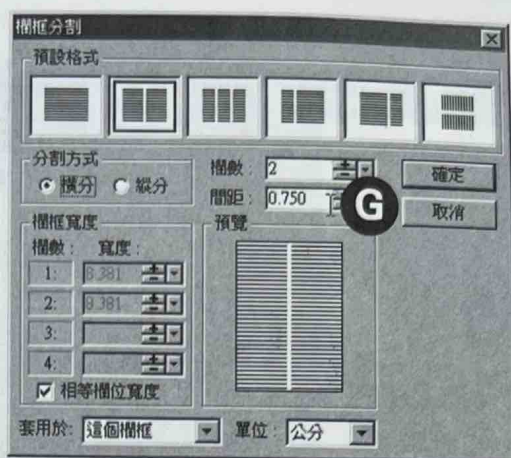 欄框分割
預設格式
分割方式
橫分 縱分
欄數： 2
間距： 0.750
G
確定
取消
欄框寬度
欄數： 寬度：
1: 8.381
2: 8.381
3:
4:
相等欄位寬度
預覽
套用於： 這個欄框 單位： 公分